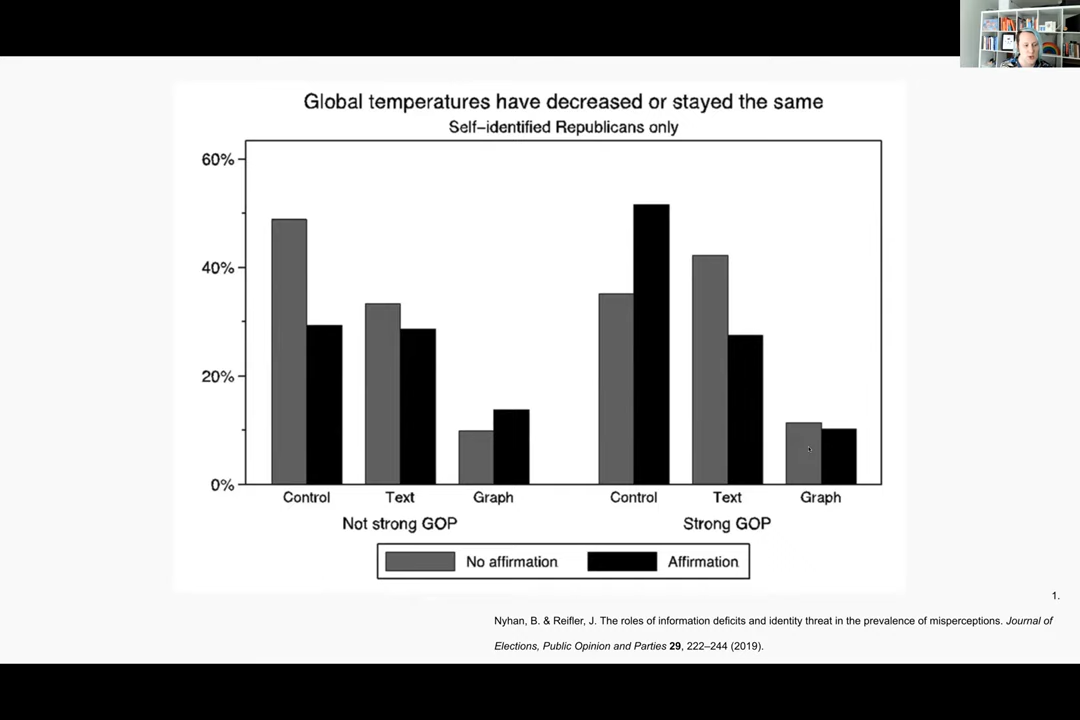 Global temperatures have decreased or stayed the same
Self-identified Republicans only
60%
40%
20%
0%
Control Text Graph Control Text Graph
Not strong GOP Strong GOP
No affirmation Affirmation
1.
Nyhan, B. & Reifler, J. The roles of information deficits and identity threat in the prevalence of misperceptions. Journal of
Elections, Public Opinion and Parties 29, 222–244 (2019).